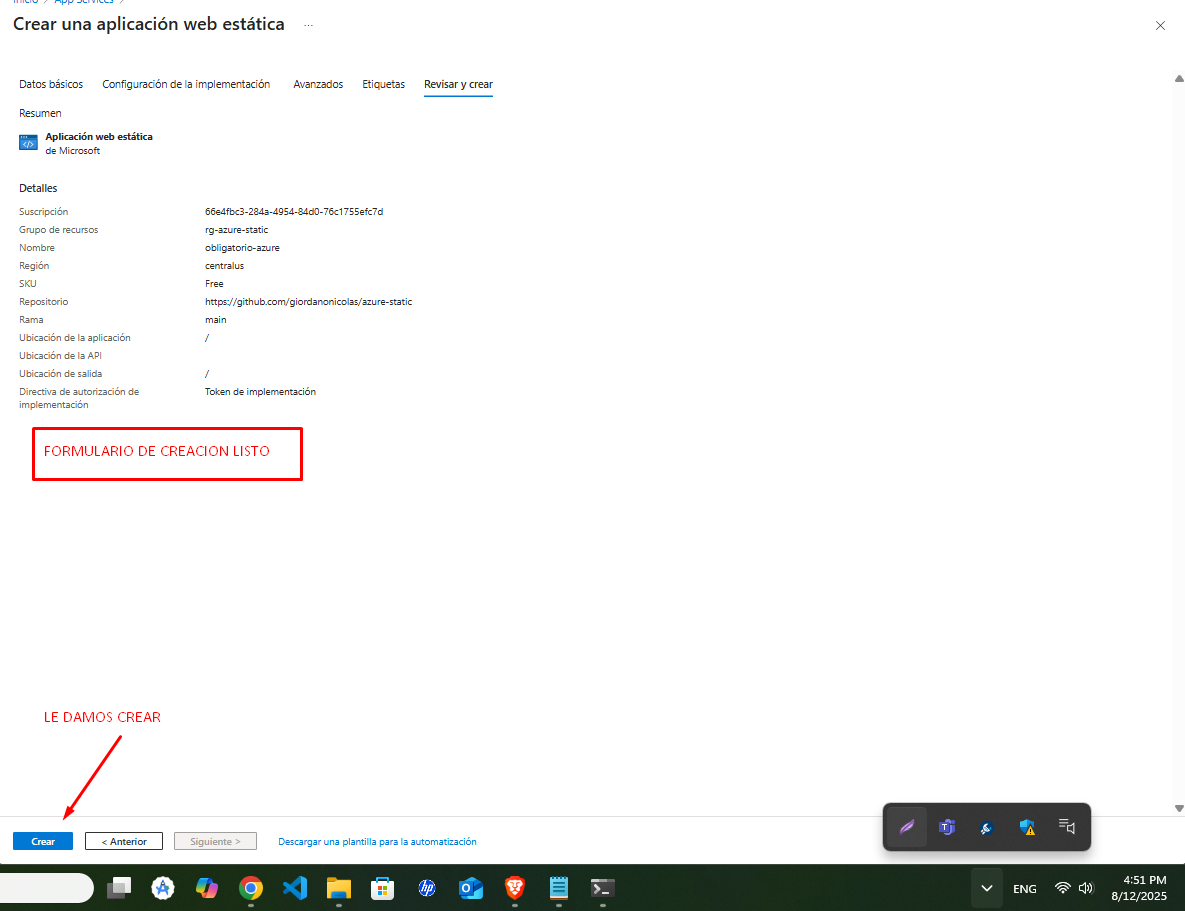 Inicio > App Services >
Crear una aplicación web estática ...
Datos básicos Configuración de la implementación Avanzados Etiquetas Revisar y crear
Resumen
Aplicación web estática
de Microsoft
Detalles
Suscripción 66e4fbc3-284a-4954-84d0-76c1755efc7d
Grupo de recursos rg-azure-static
Nombre obligatorio-azure
Región centralus
SKU Free
Repositorio https://github.com/giordanonicolas/azure-static
Rama main
Ubicación de la aplicación /
Ubicación de la API
Ubicación de salida /
Directiva de autorización de Token de implementación
implementación
FORMULARIO DE CREACION LISTO
LE DAMOS CREAR
Crear < Anterior Siguiente > Descargar una plantilla para la automatización
ENG
4:51 PM
8/12/2025